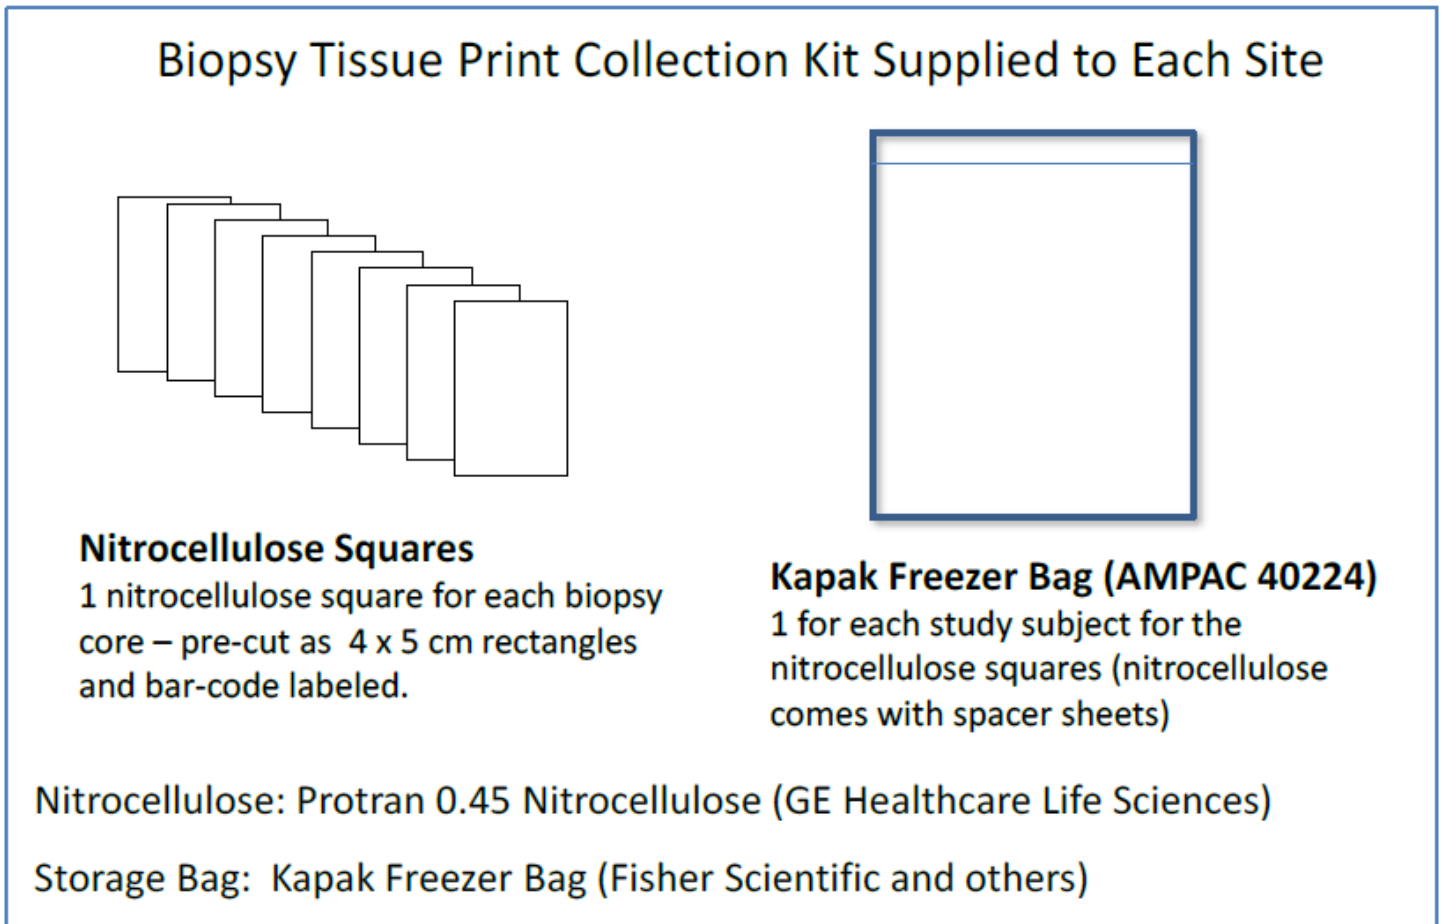 Biopsy Tissue Print Collection Kit Supplied to Each Site
Nitrocellulose Squares
1 nitrocellulose square for each biopsy
core – pre-cut as  4 x 5 cm rectangles
and bar-code labeled.
Kapak Freezer Bag (AMPAC 40224)
1 for each study subject for the
nitrocellulose squares (nitrocellulose
comes with spacer sheets)
Nitrocellulose: Protran 0.45 Nitrocellulose (GE Healthcare Life Sciences)
Storage Bag:  Kapak Freezer Bag (Fisher Scientific and others)